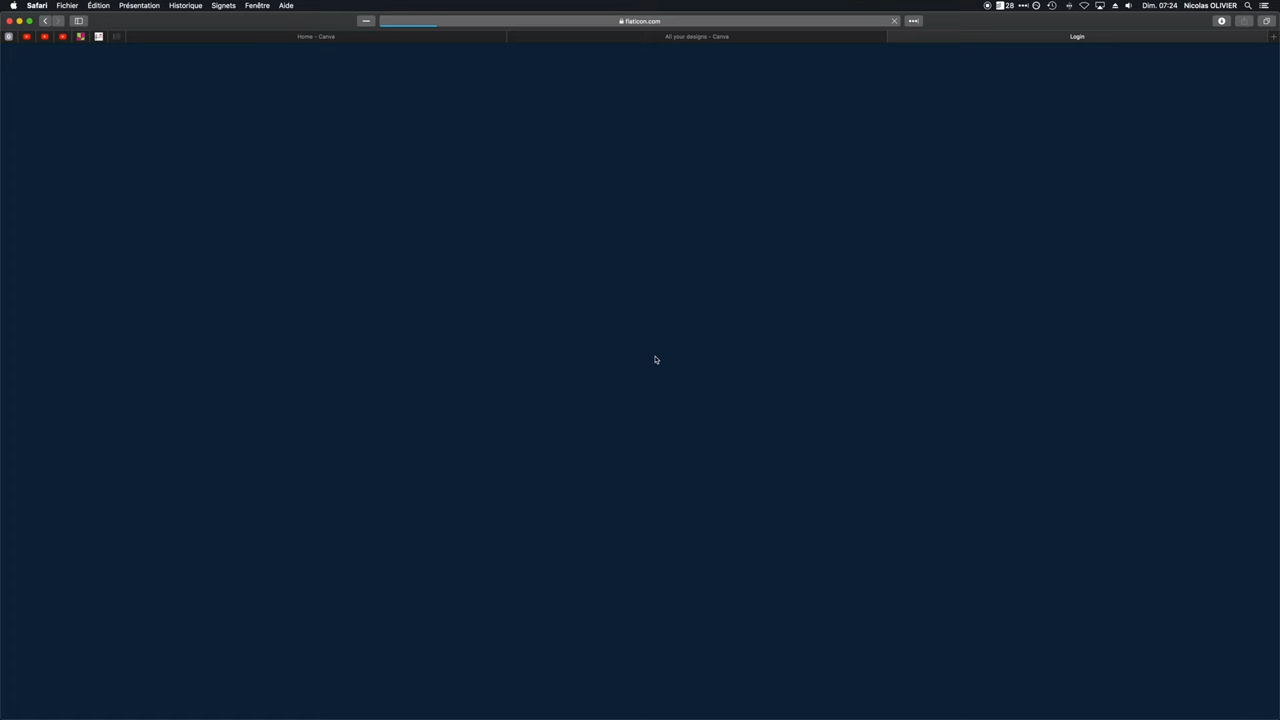 Safari Fichier Édition Présentation Historique Signets Fenêtre Aide 28 Dim. 07:24 Nicolas OLIVIER
flaticon.com
Home – Canva All your designs – Canva Login